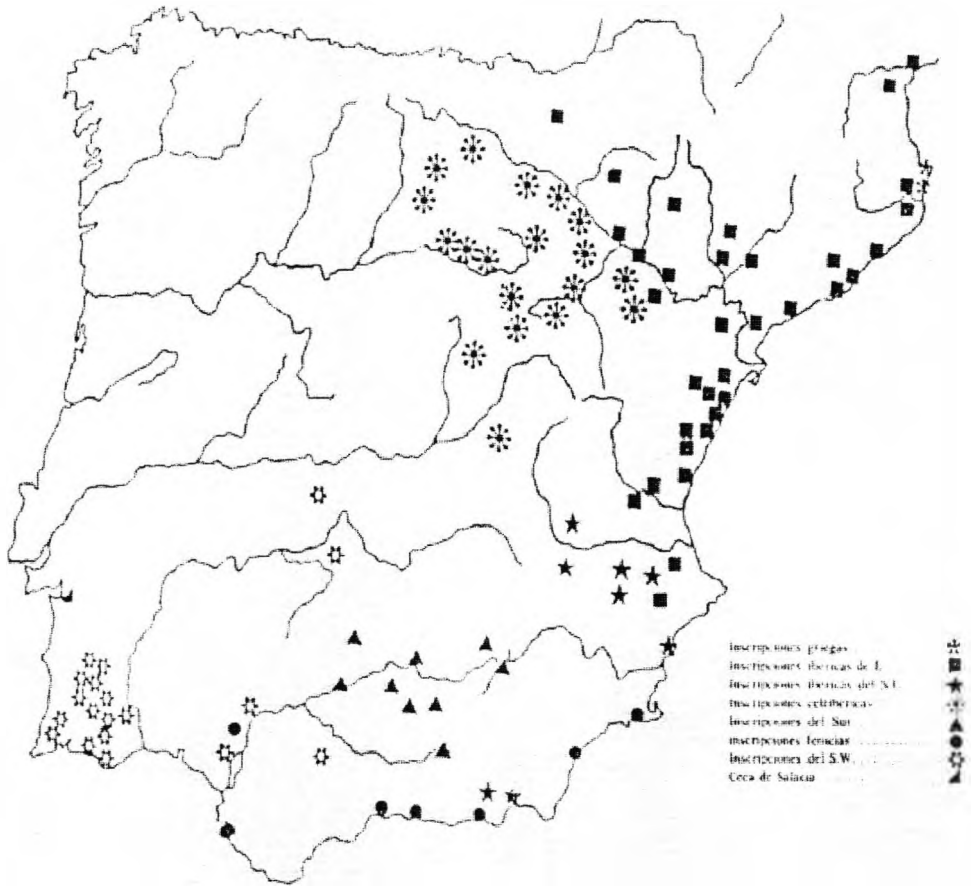 Inscripciones griegas
Inscripciones ibericas de E
Inscripciones ibericas del S.E.
Inscripciones celtibericas
Inscripciones del Sur
inscripciones fenicias
Inscripciones del S.W.
Ceca de Salacia